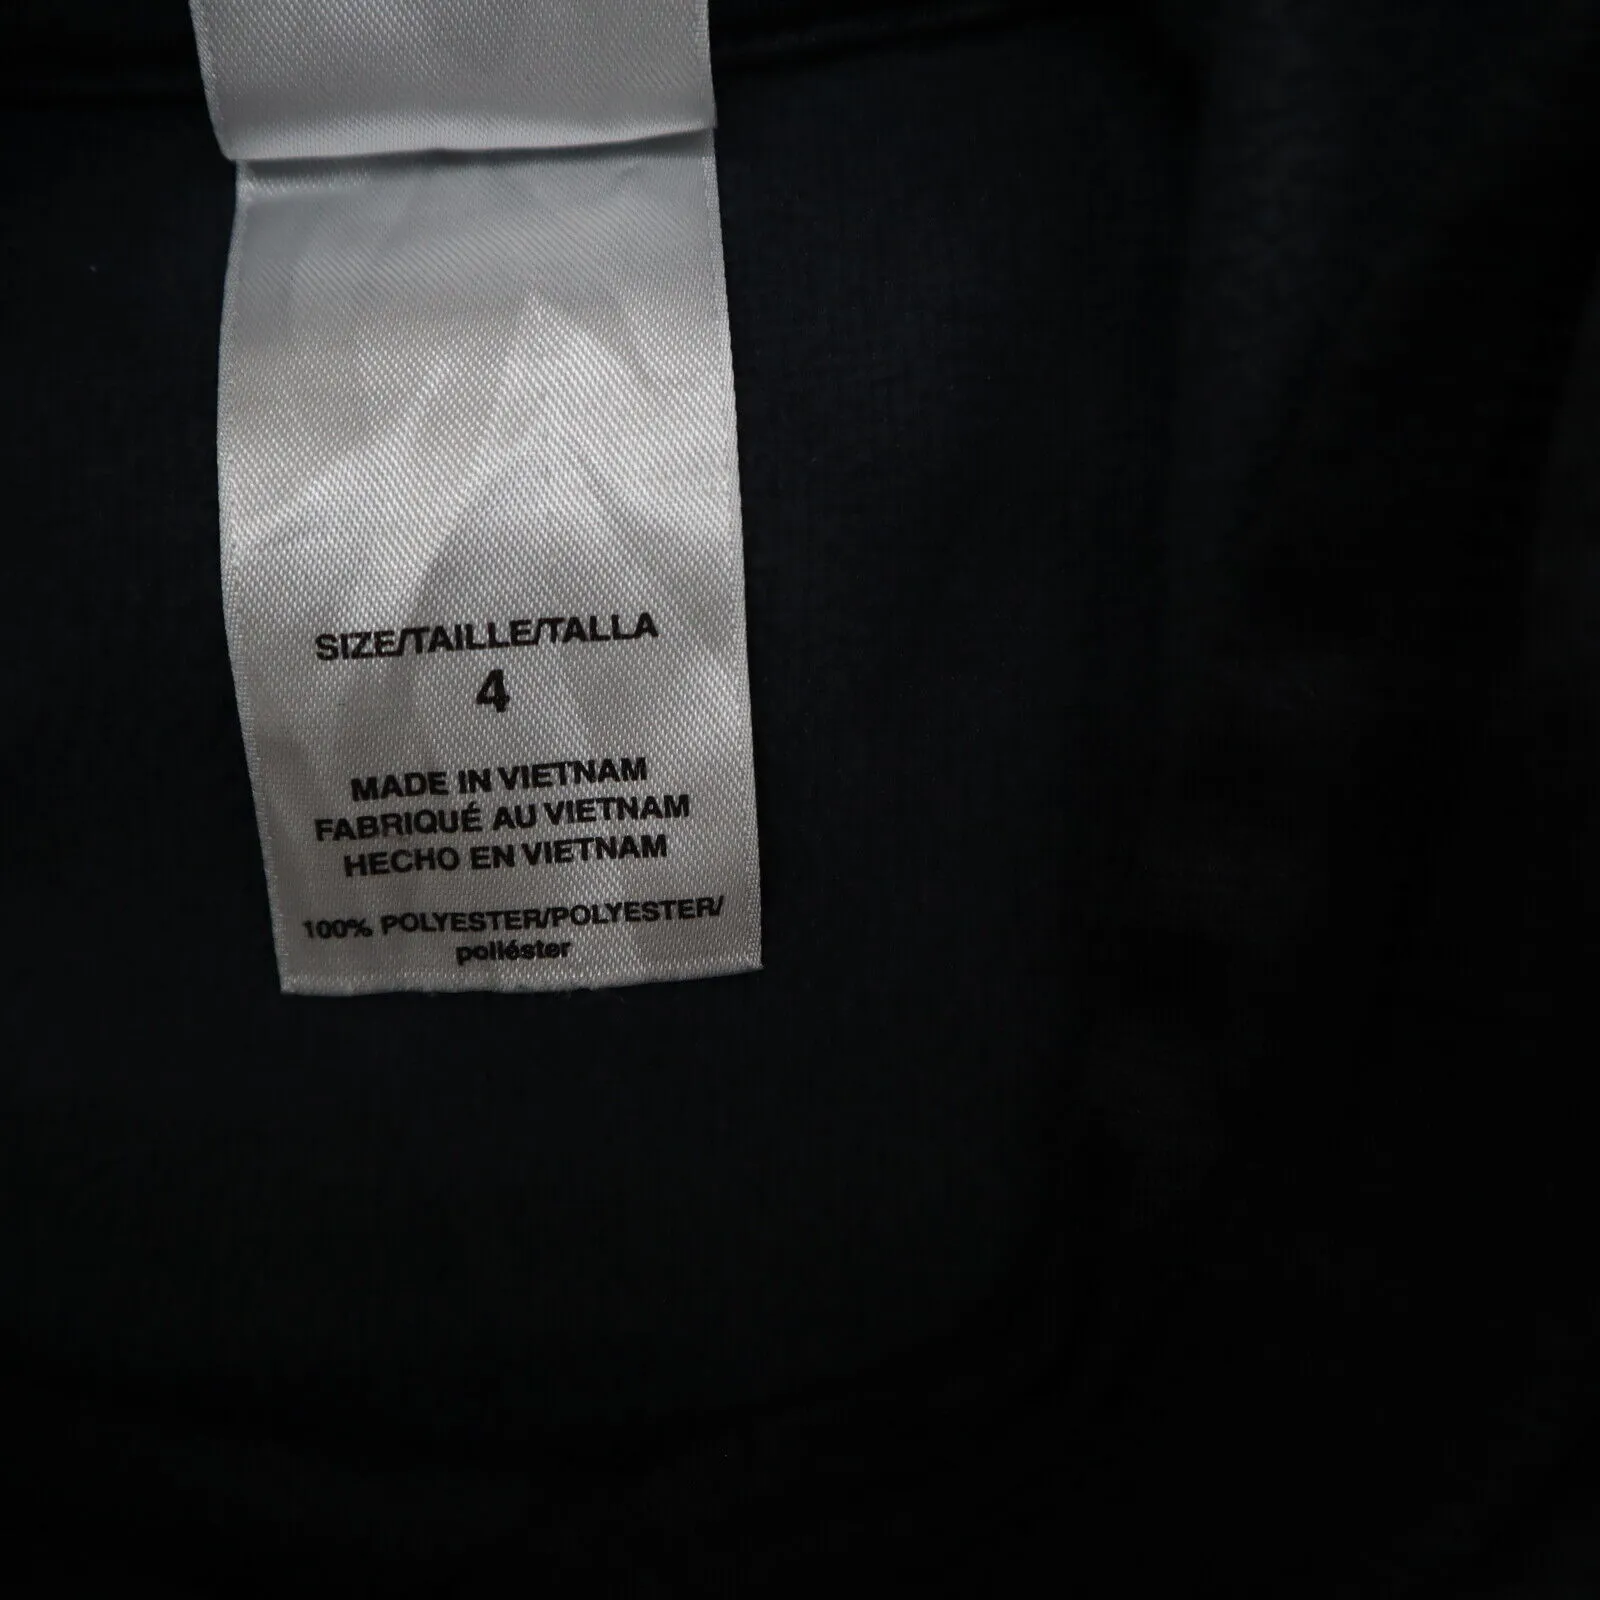 SIZE/TAILLE/TALLA
4
MADE IN VIETNAM
FABRIQUÉ AU VIETNAM
HECHO EN VIETNAM
100% POLYESTER/POLYESTER/
poliéster